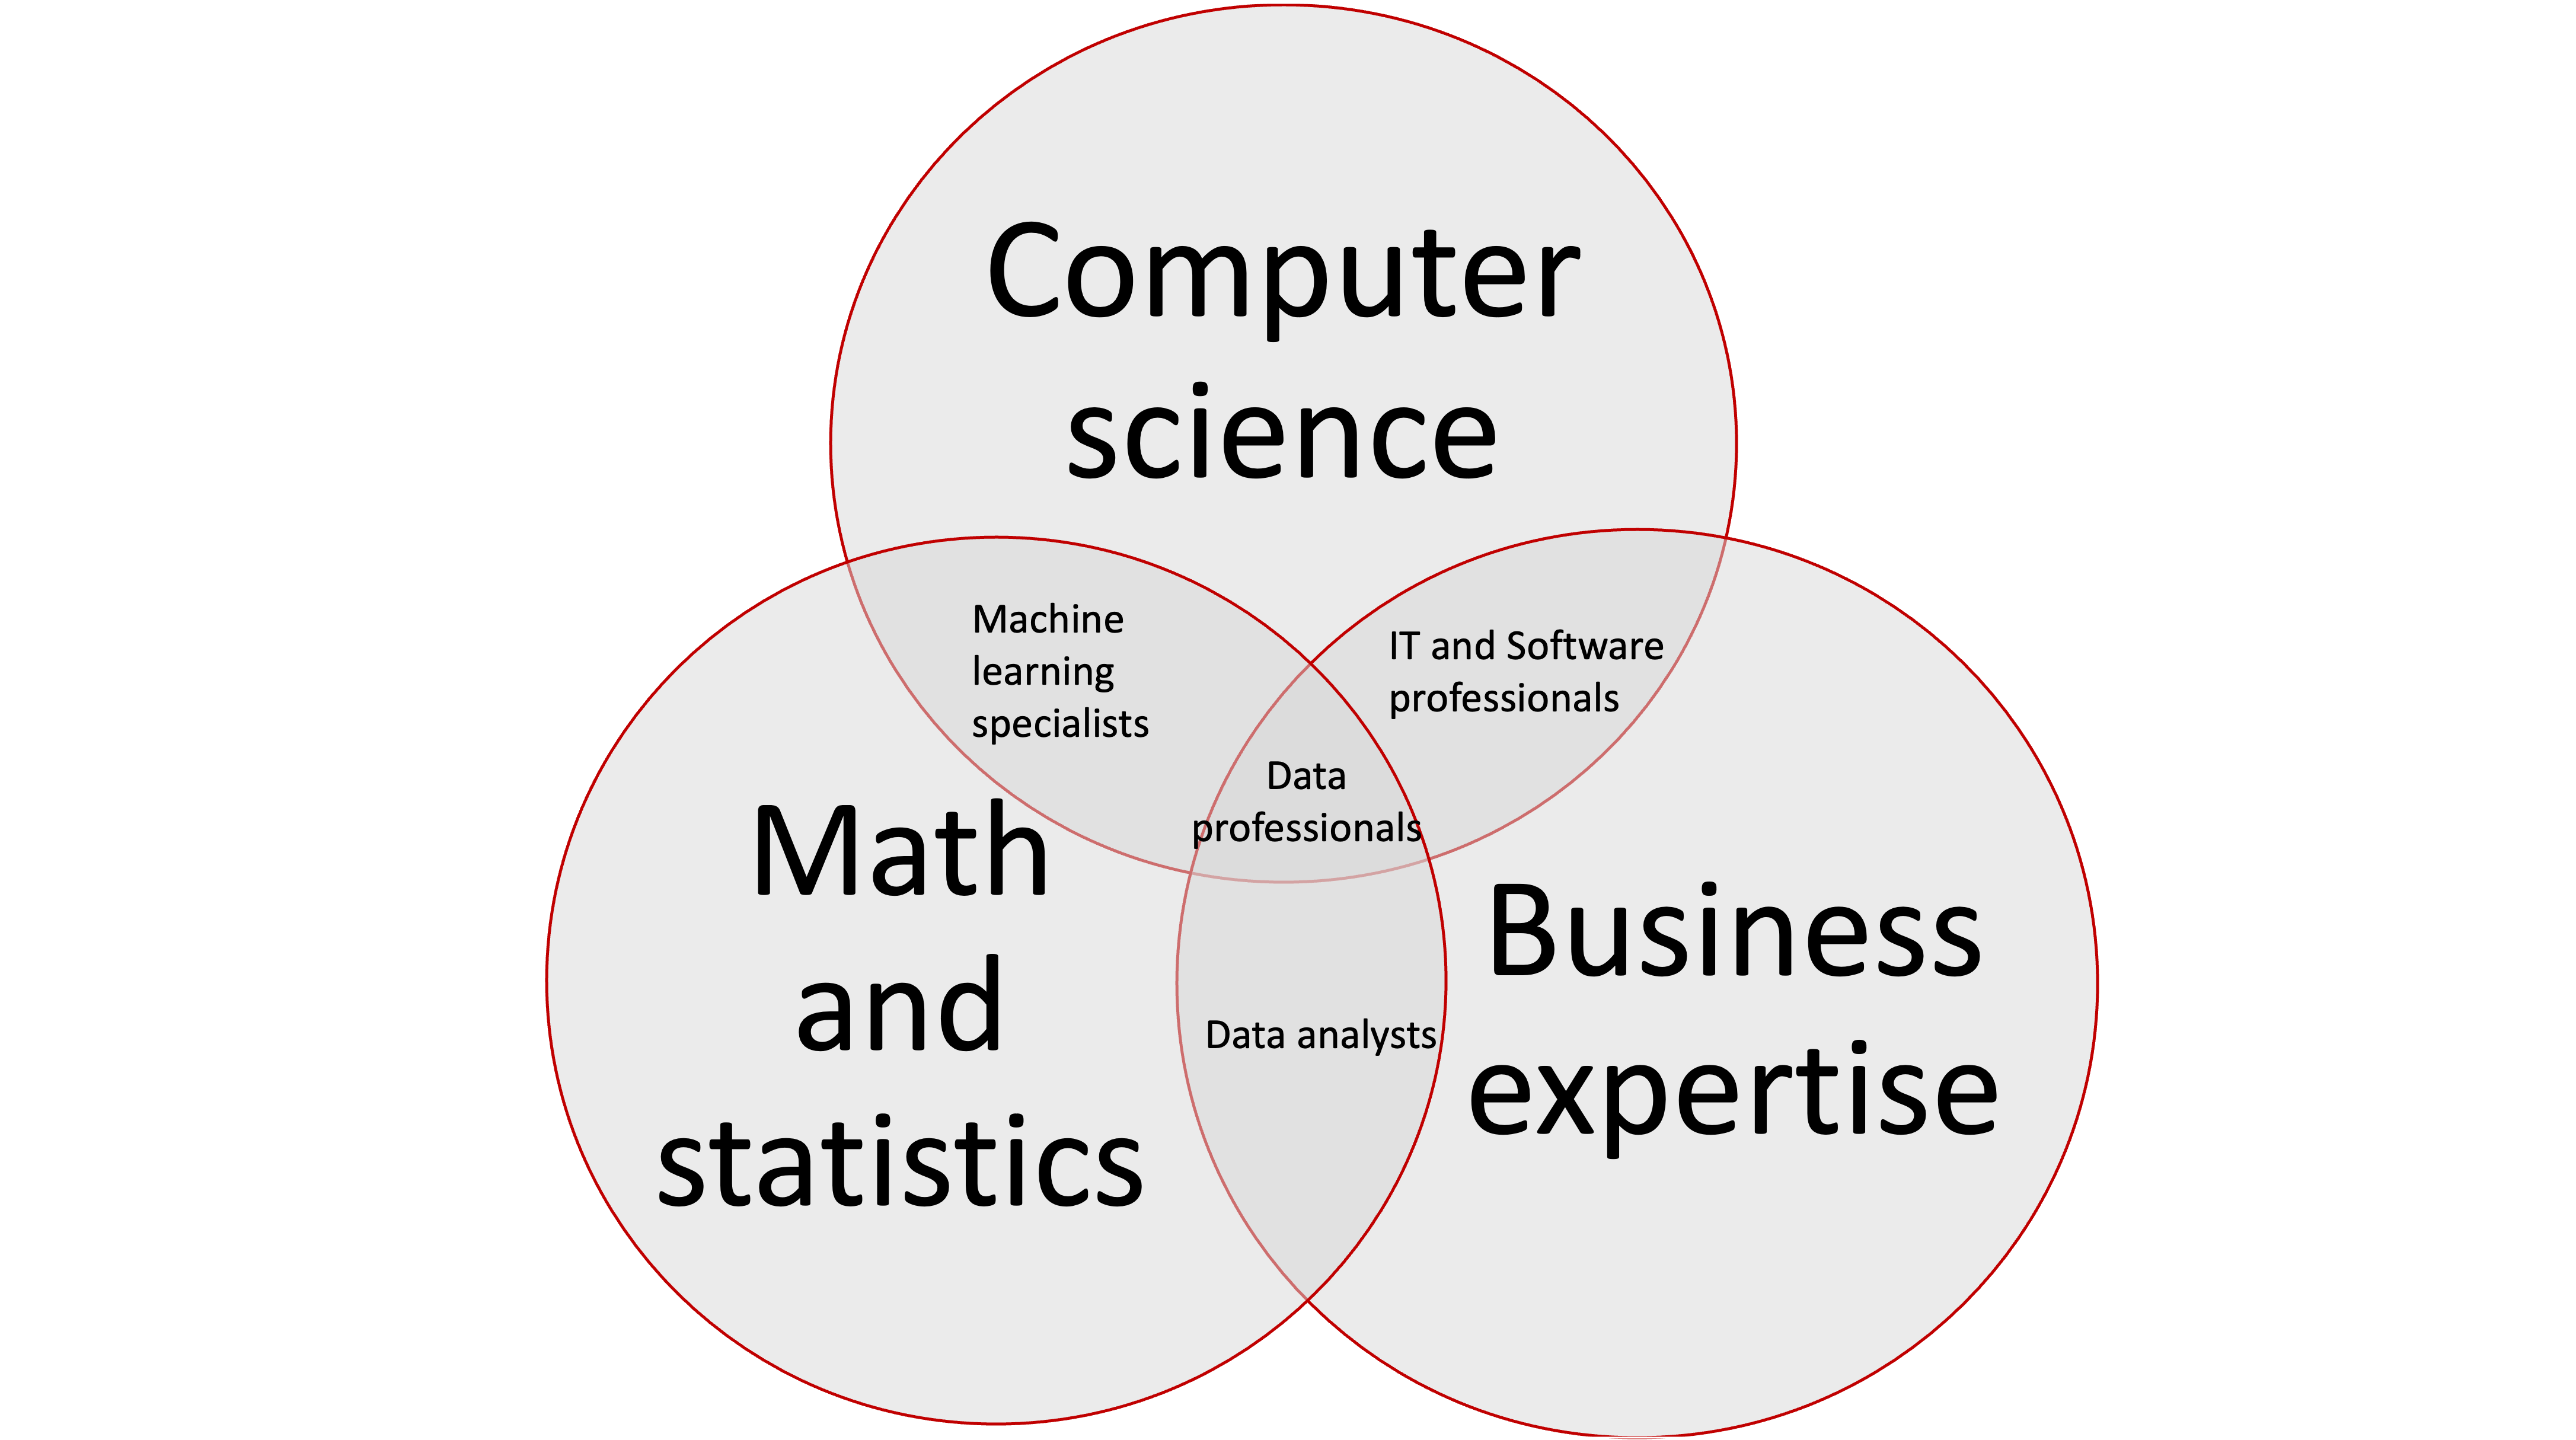 Computer
science
Machine
learning
specialists
IT and Software
professionals
Data
professionals
Math
and
statistics
Business
expertise
Data analysts